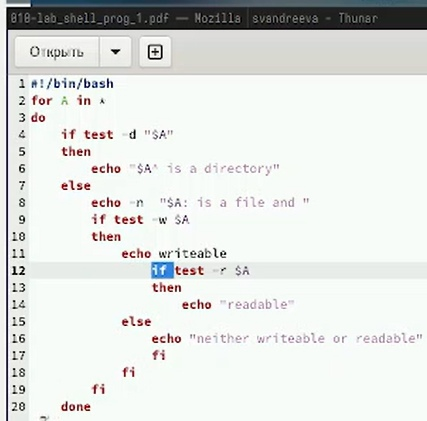 010-lab_shell_prog_1.pdf — Mozilla svandreeva - Thunar
Открыть
1 #!/bin/bash
2 for A in *
3 do
4 if test -d "$A"
5 then
6 echo "$A" is a directory"
7 else
8 echo -n "$A: is a file and "
9 if test -w $A
10 then
11 echo writeable
12 if test -r $A
13 then
14 echo "readable"
15 else
16 echo "neither writeable or readable"
17 fi
18 fi
19 fi
20 done